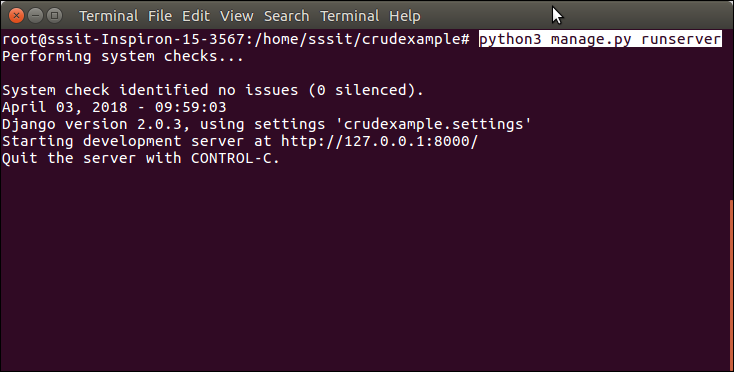 Terminal File Edit View Search Terminal Help
root@sssit-Inspiron-15-3567:/home/sssit/crudexample# python3 manage.py runserver
Performing system checks...
System check identified no issues (0 silenced).
April 03, 2018 - 09:59:03
Django version 2.0.3, using settings 'crudexample.settings'
Starting development server at http://127.0.0.1:8000/
Quit the server with CONTROL-C.